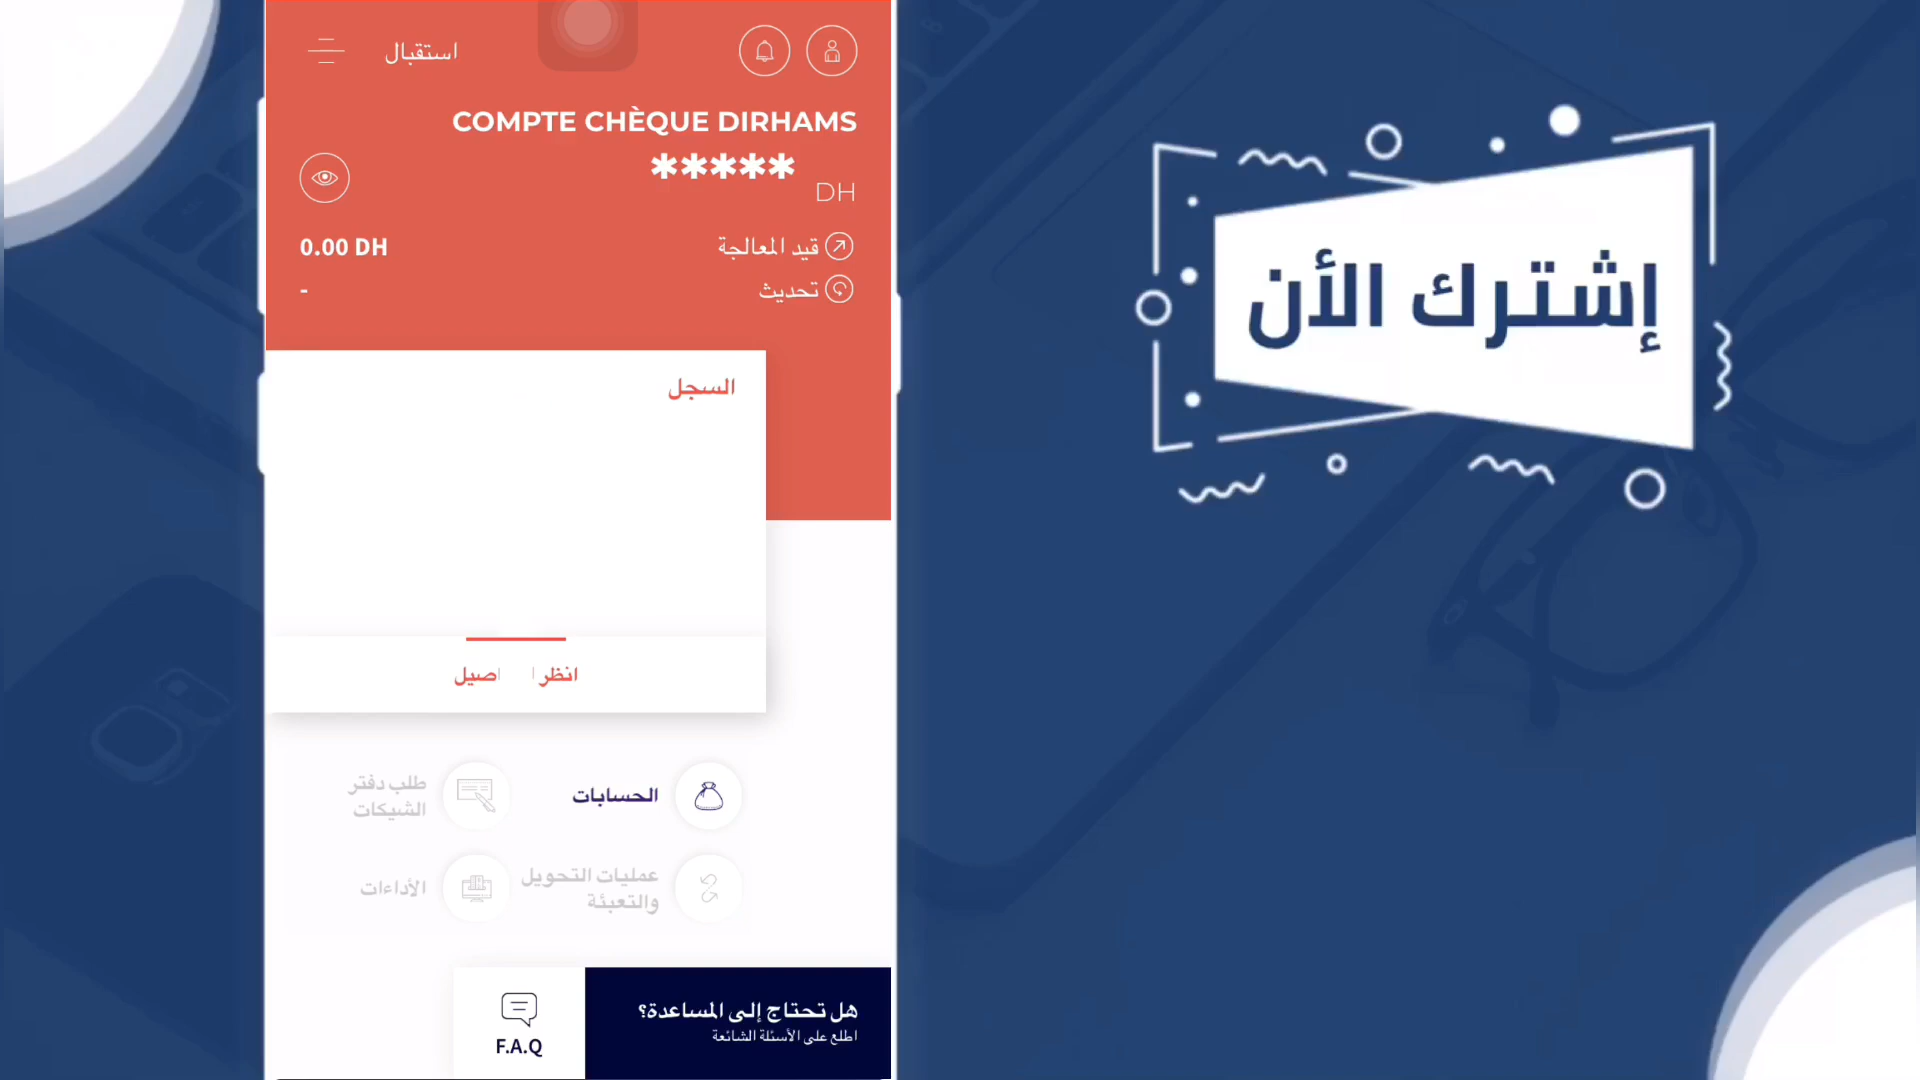 استقبال
COMPTE CHÈQUE DIRHAMS
*****
DH
قيد المعالجة
0.00 DH
تحديث
-
السجل
انظر ا اصيل
الحسابات
طلب دفتر
الشيكات
عمليات التحويل
والتعبئة
الأداءات
هل تحتاج إلى المساعدة؟
اطلع على الأسئلة الشائعة
F.A.Q
إشترك الأن